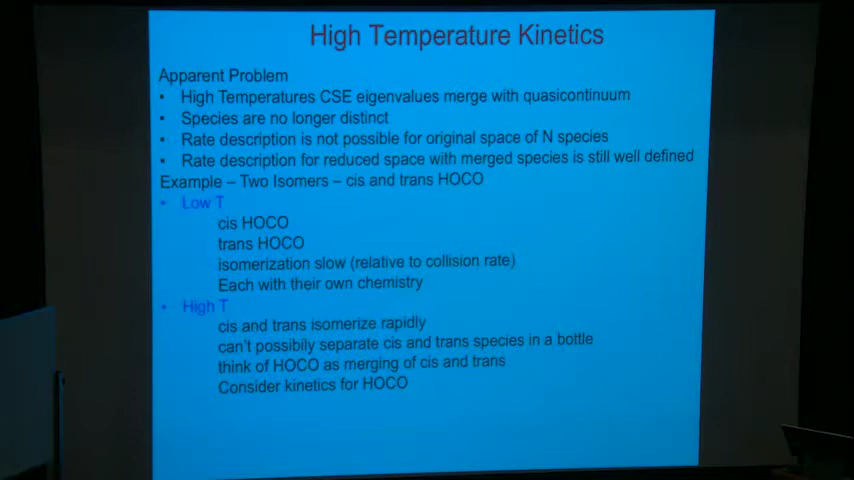 High Temperature Kinetics
Apparent Problem
• High Temperatures CSE eigenvalues merge with quasicontinuum
• Species are no longer distinct
• Rate description is not possible for original space of N species
• Rate description for reduced space with merged species is still well defined
Example – Two Isomers – cis and trans HOCO
• Low T
cis HOCO
trans HOCO
isomerization slow (relative to collision rate)
Each with their own chemistry
• High T
cis and trans isomerize rapidly
can't possibily separate cis and trans species in a bottle
think of HOCO as merging of cis and trans
Consider kinetics for HOCO